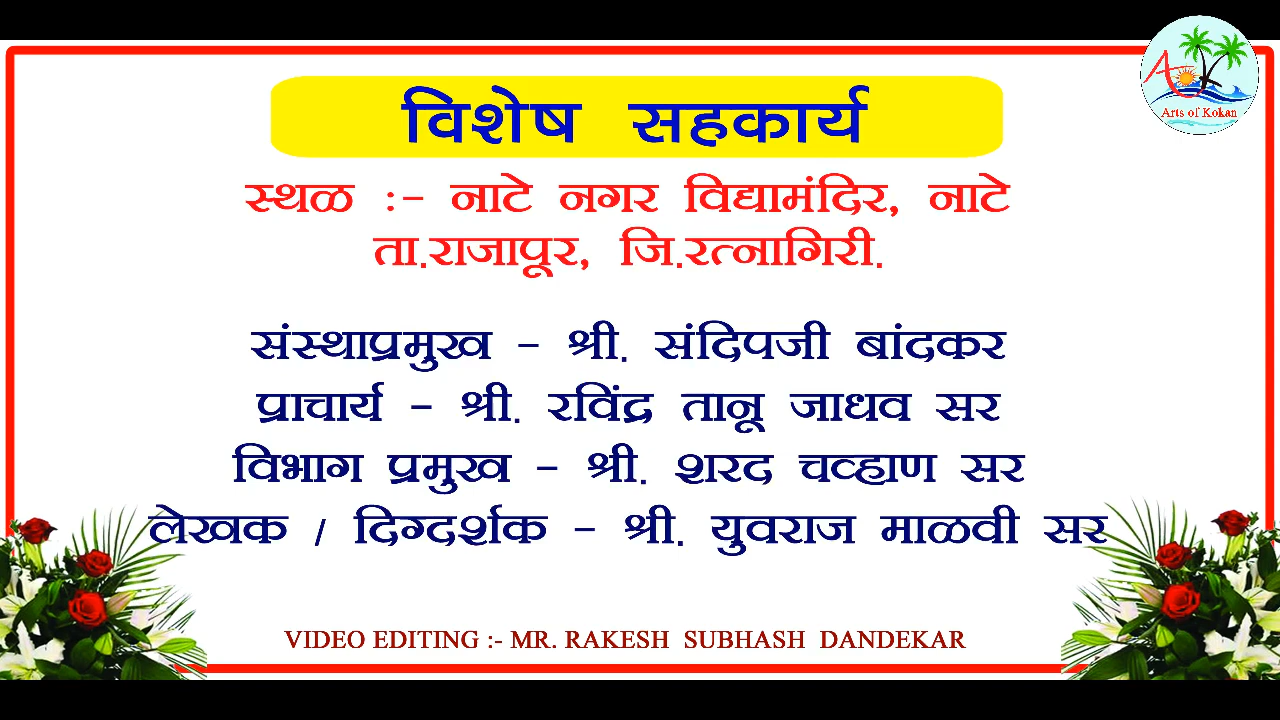 Arts of Kokan
विशेष सहकार्य
स्थळ :- नाटे नगर विद्यामंदिर, नाटे
ता.राजापूर, जि.रत्नागिरी.
संस्थाप्रमुख - श्री. संदिपजी बांदकर
प्राचार्य - श्री. रविंद्र तानू जाधव सर
विभाग प्रमुख - श्री. शरद चव्हाण सर
लेखक / दिग्दर्शक - श्री. युवराज माळवी सर
VIDEO EDITING :- MR. RAKESH SUBHASH DANDEKAR